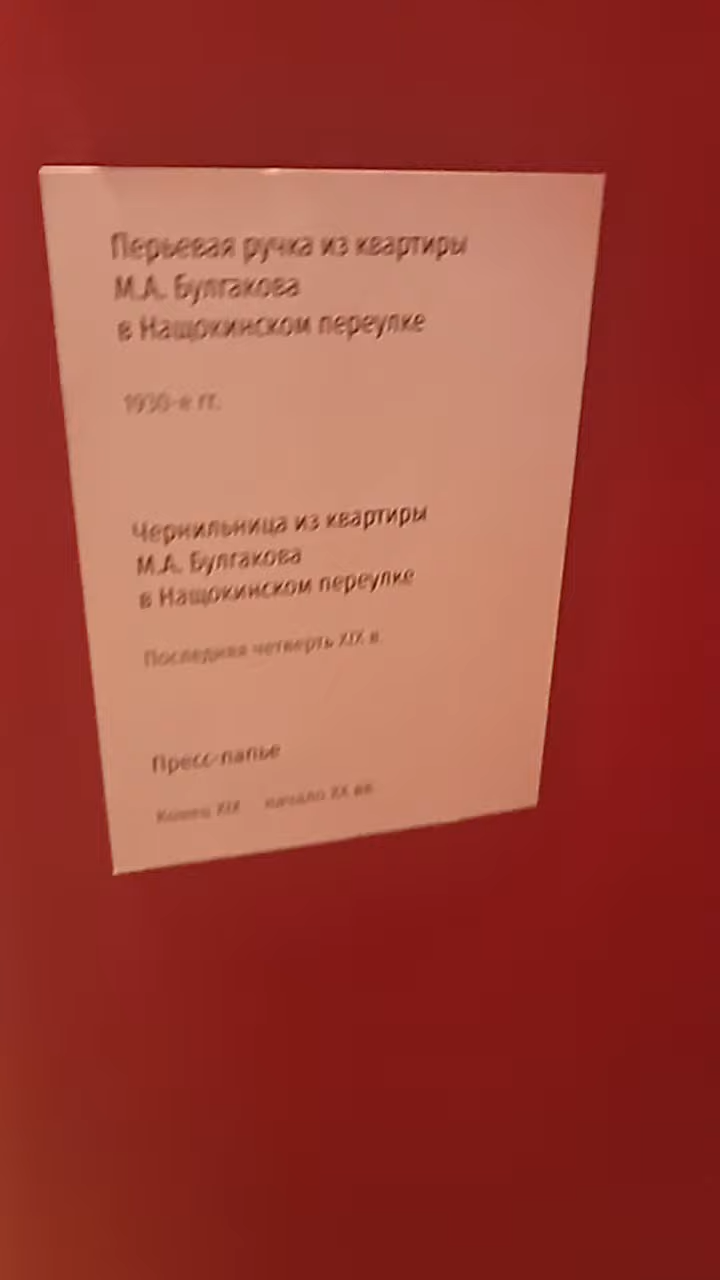 Перьевая ручка из квартиры
М.А. Булгакова
в Нащокинском переулке
1930-е гг.
Чернильница из квартиры
М.А. Булгакова
в Нащокинском переулке
Последняя четверть XIX в.
Пресс-папье
Конец XIX начало XX вв.